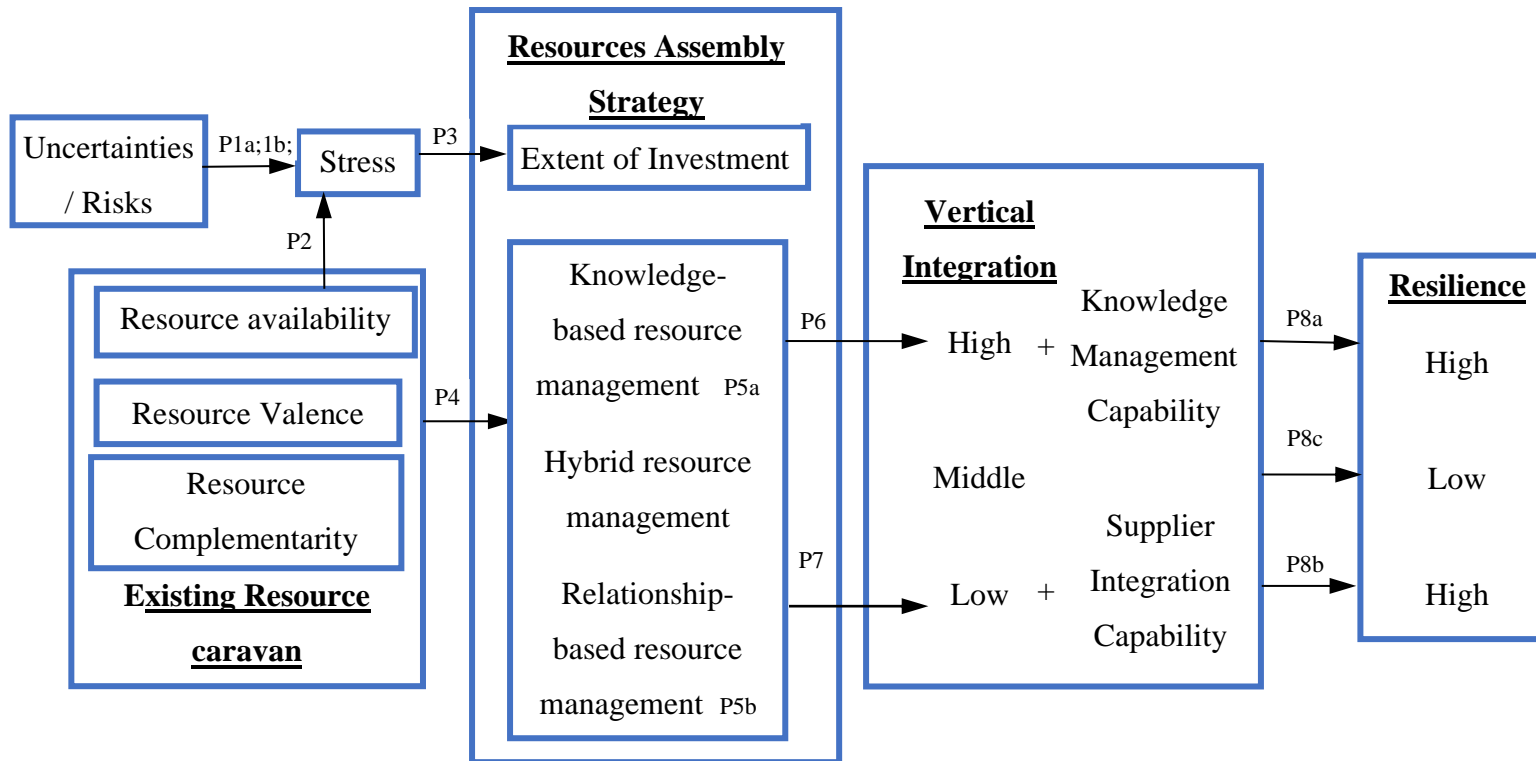 Resources Assembly
Strategy
Uncertainties
/ Risks
P1a;1b;
Stress
P3
Extent of Investment
P2
Resource availability
Resource Valence
Resource
Complementarity
Existing Resource
caravan
P4
Knowledge-
based resource
management P5a
Hybrid resource
management
Relationship-
based resource
management P5b
P6
P7
Vertical
Integration
High +
Knowledge
Management
Capability
Middle
Low +
Supplier
Integration
Capability
P8a
P8c
P8b
Resilience
High
Low
High